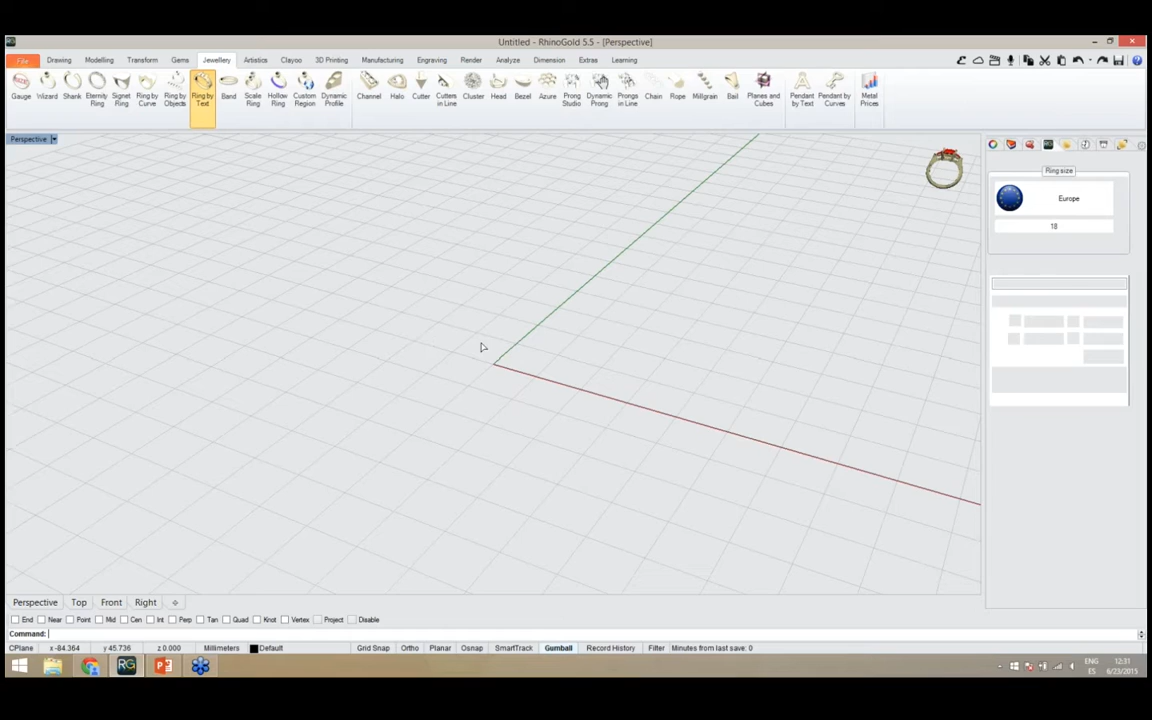 Untitled - RhinoGold 5.5 - [Perspective]
File Drawing Modelling Transform Gems Jewellery Artistics Clayoo 3D Printing Manufacturing Engraving Render Analyze Dimension Extras Learning
Gauge Wizard Shank Eternity Ring Signet Ring Ring by Curve Ring by Objects Ring by Text Band Scale Ring Hollow Ring Custom Region Dynamic Profile Channel Halo Cutter Cutters in Line Cluster Head Bezel Azure Prong Studio Dynamic Prong Prongs in Line Chain Rope Millgrain Bail Planes and Cubes Pendant by Text Pendant by Curves Metal Prices
Perspective
Ring size
Europe
18
Perspective Top Front Right
End Near Point Mid Cen Int Perp Tan Quad Knot Vertex Project Disable
Command:
CPlane x -84.364 y 45.736 z 0.000 Millimeters Default Grid Snap Ortho Planar Osnap SmartTrack Gumball Record History Filter Minutes from last save: 0
RG ENG 12:31
ES 6/23/2015